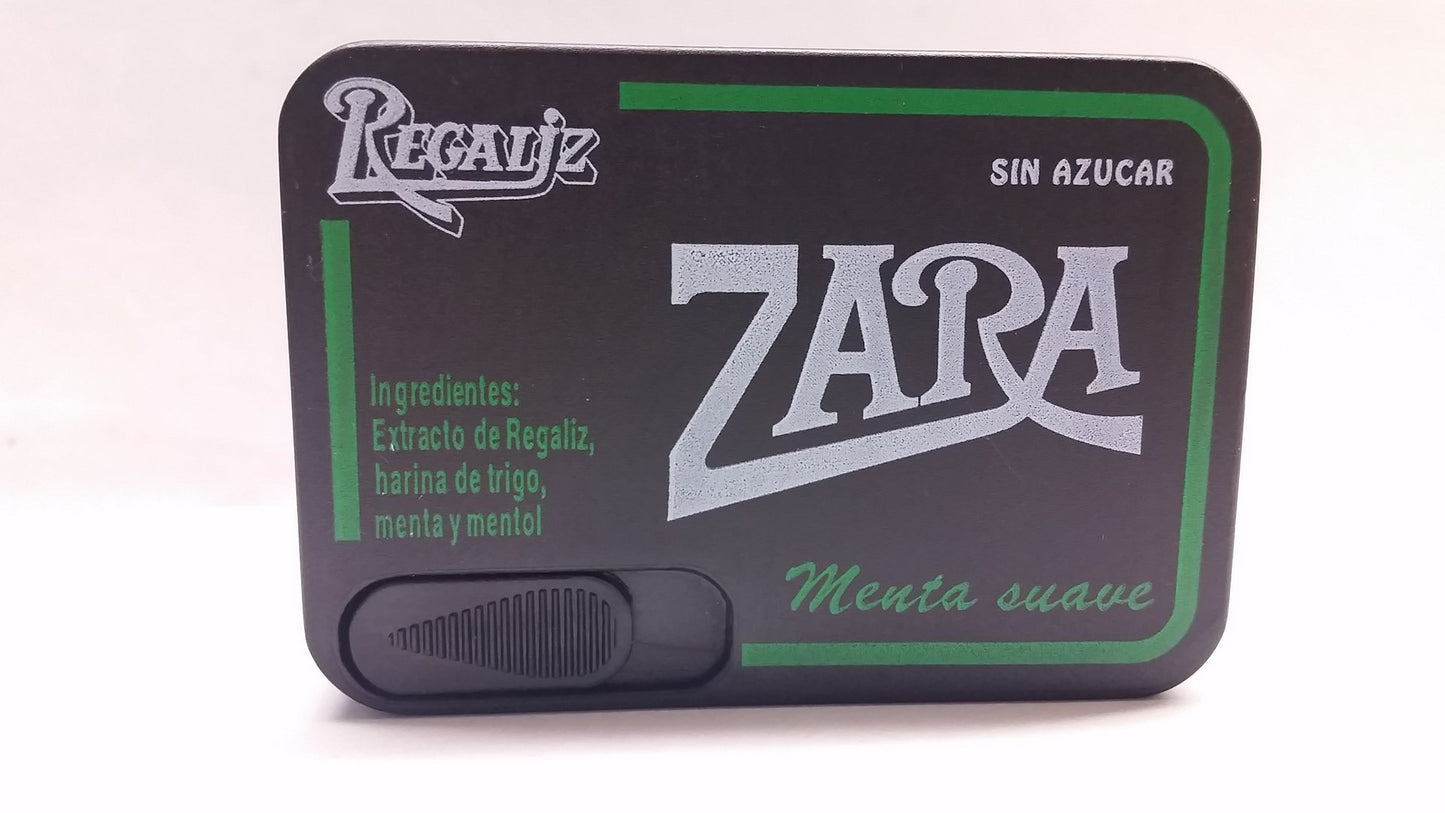 REGALIZ
SIN AZUCAR
ZARA
Ingredientes:
Extracto de Regaliz,
harina de trigo,
menta y mentol
Menta suave